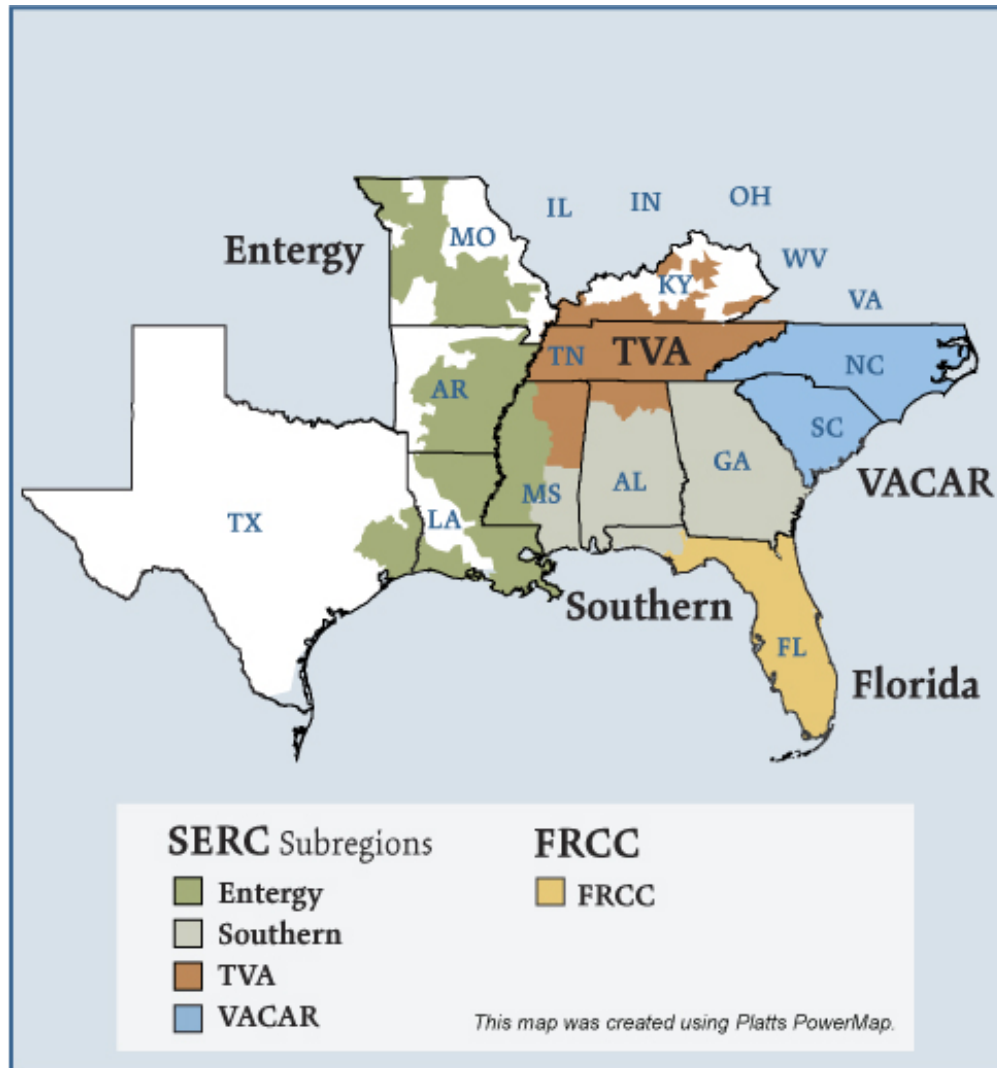 IL
IN
OH
MO
Entergy
WV
KY
VA
TN
TVA
NC
AR
SC
GA
AL
MS
VACAR
TX
LA
Southern
FL
Florida
SERC Subregions
Entergy
Southern
TVA
VACAR
FRCC
FRCC
This map was created using Platts PowerMap.